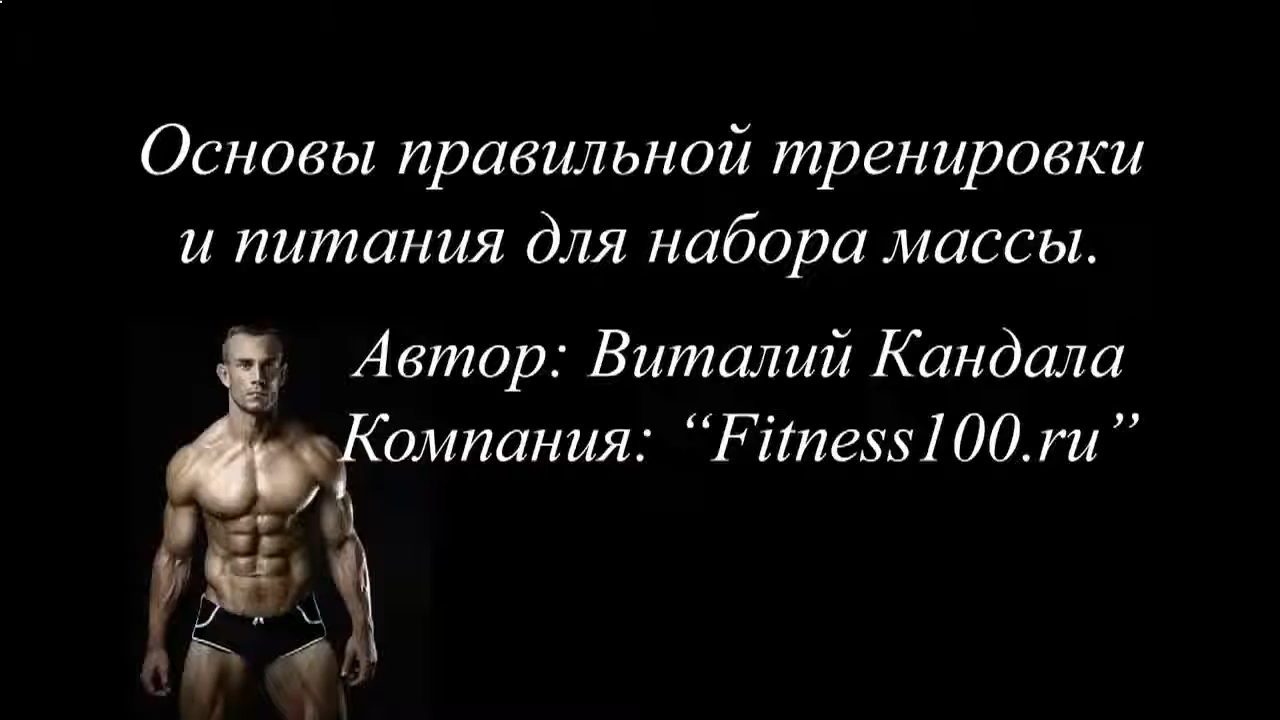 Основы правильной тренировки
и питания для набора массы.
Автор: Виталий Кандала
Компания: “Fitness100.ru”